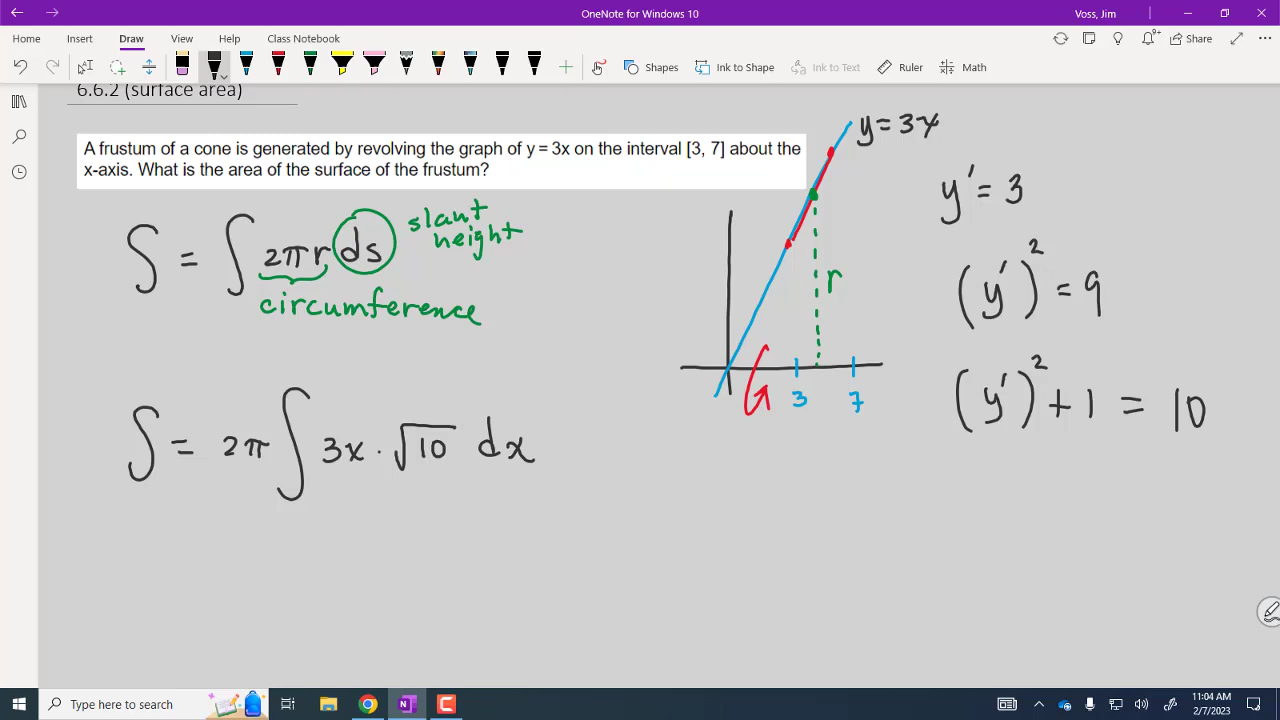 OneNote for Windows 10
Voss, Jim
Home Insert Draw View Help Class Notebook
Share
Shapes Ink to Shape Ink to Text Ruler Math
6.6.2 (surface area)
A frustum of a cone is generated by revolving the graph of y = 3x on the interval [3, 7] about the
x-axis. What is the area of the surface of the frustum?
y = 3x
y' = 3
S = ∫ 2πr ds
slant
height
circumference
r
(y')² = 9
3 7
(y')² + 1 = 10
S = 2π ∫ 3x · √10 dx
Type here to search
11:04 AM
2/7/2023